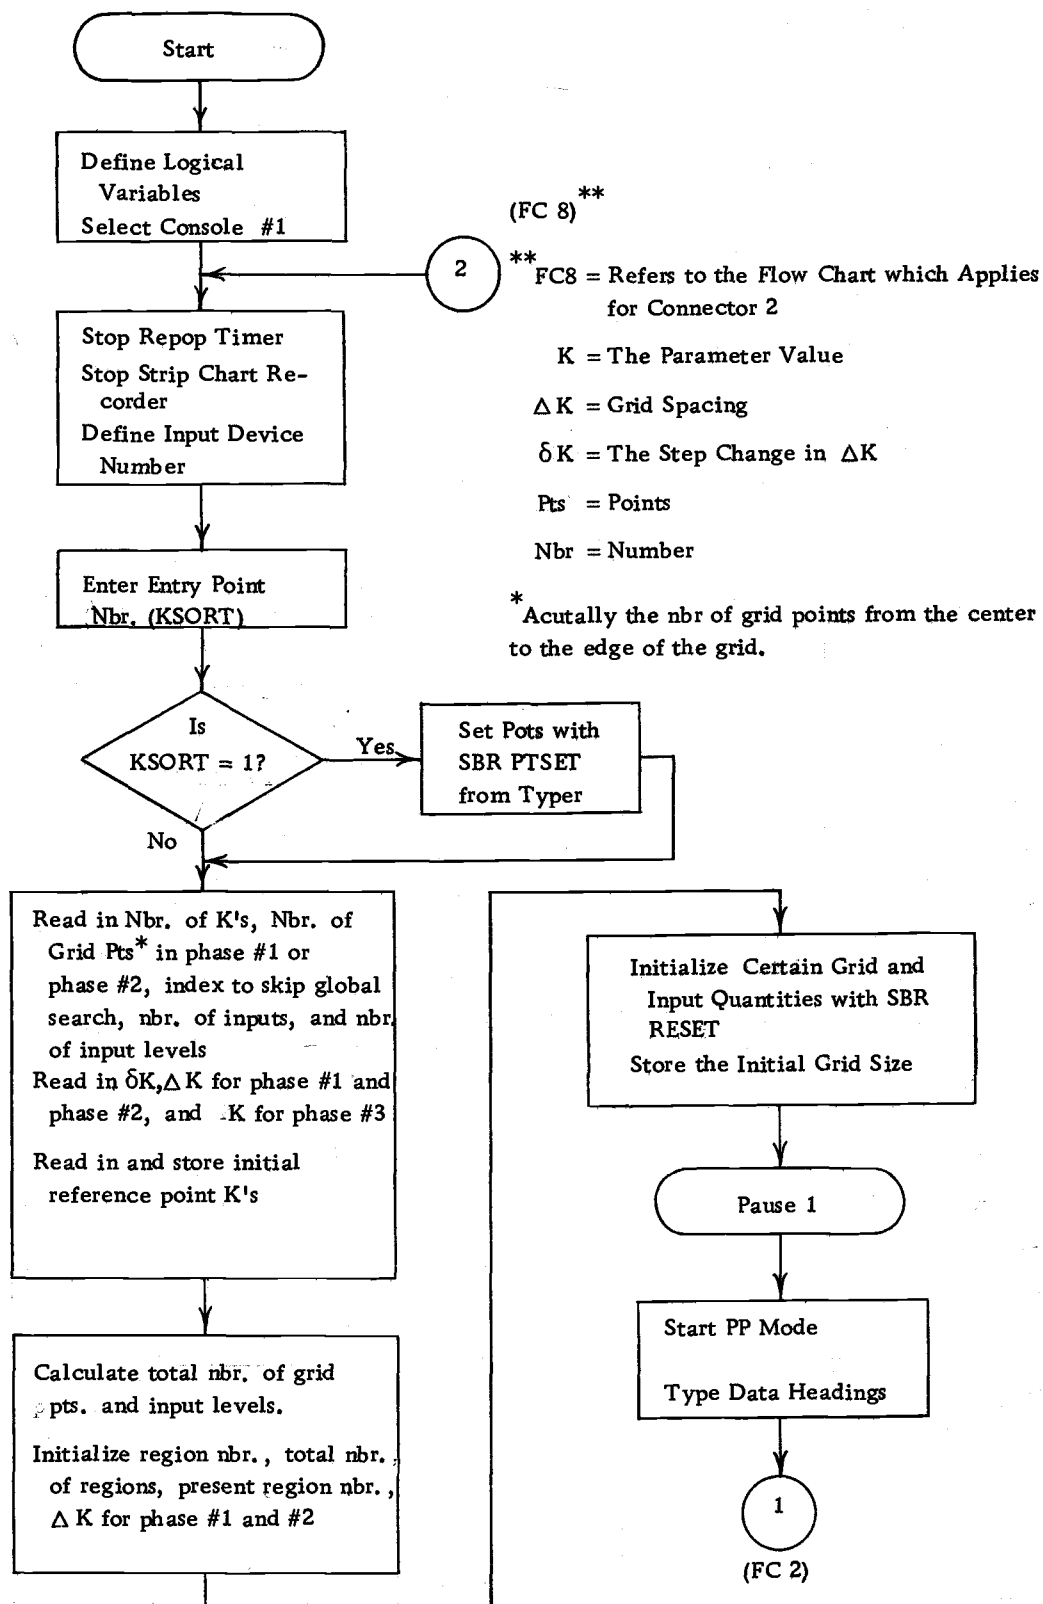 Start
Define Logical
Variables
Select Console #1
2
(FC 8)**
**FC8 = Refers to the Flow Chart which Applies
for Connector 2
K = The Parameter Value
Δ K = Grid Spacing
δ K = The Step Change in ΔK
Pts = Points
Nbr = Number
*Acutally the nbr of grid points from the center
to the edge of the grid.
Stop Repop Timer
Stop Strip Chart Re-
corder
Define Input Device
Number
Enter Entry Point
Nbr. (KSORT)
Is
KSORT = 1?
Yes
No
Set Pots with
SBR PTSET
from Typer
Read in Nbr. of K's, Nbr. of
Grid Pts* in phase #1 or
phase #2, index to skip global
search, nbr. of inputs, and nbr.
of input levels
Read in δK, Δ K for phase #1 and
phase #2, and K for phase #3
Read in and store initial
reference point K's
Calculate total nbr. of grid
pts. and input levels.
Initialize region nbr., total nbr.
of regions, present region nbr.,
Δ K for phase #1 and #2
Initialize Certain Grid and
Input Quantities with SBR
RESET
Store the Initial Grid Size
Pause 1
Start PP Mode
Type Data Headings
1
(FC 2)